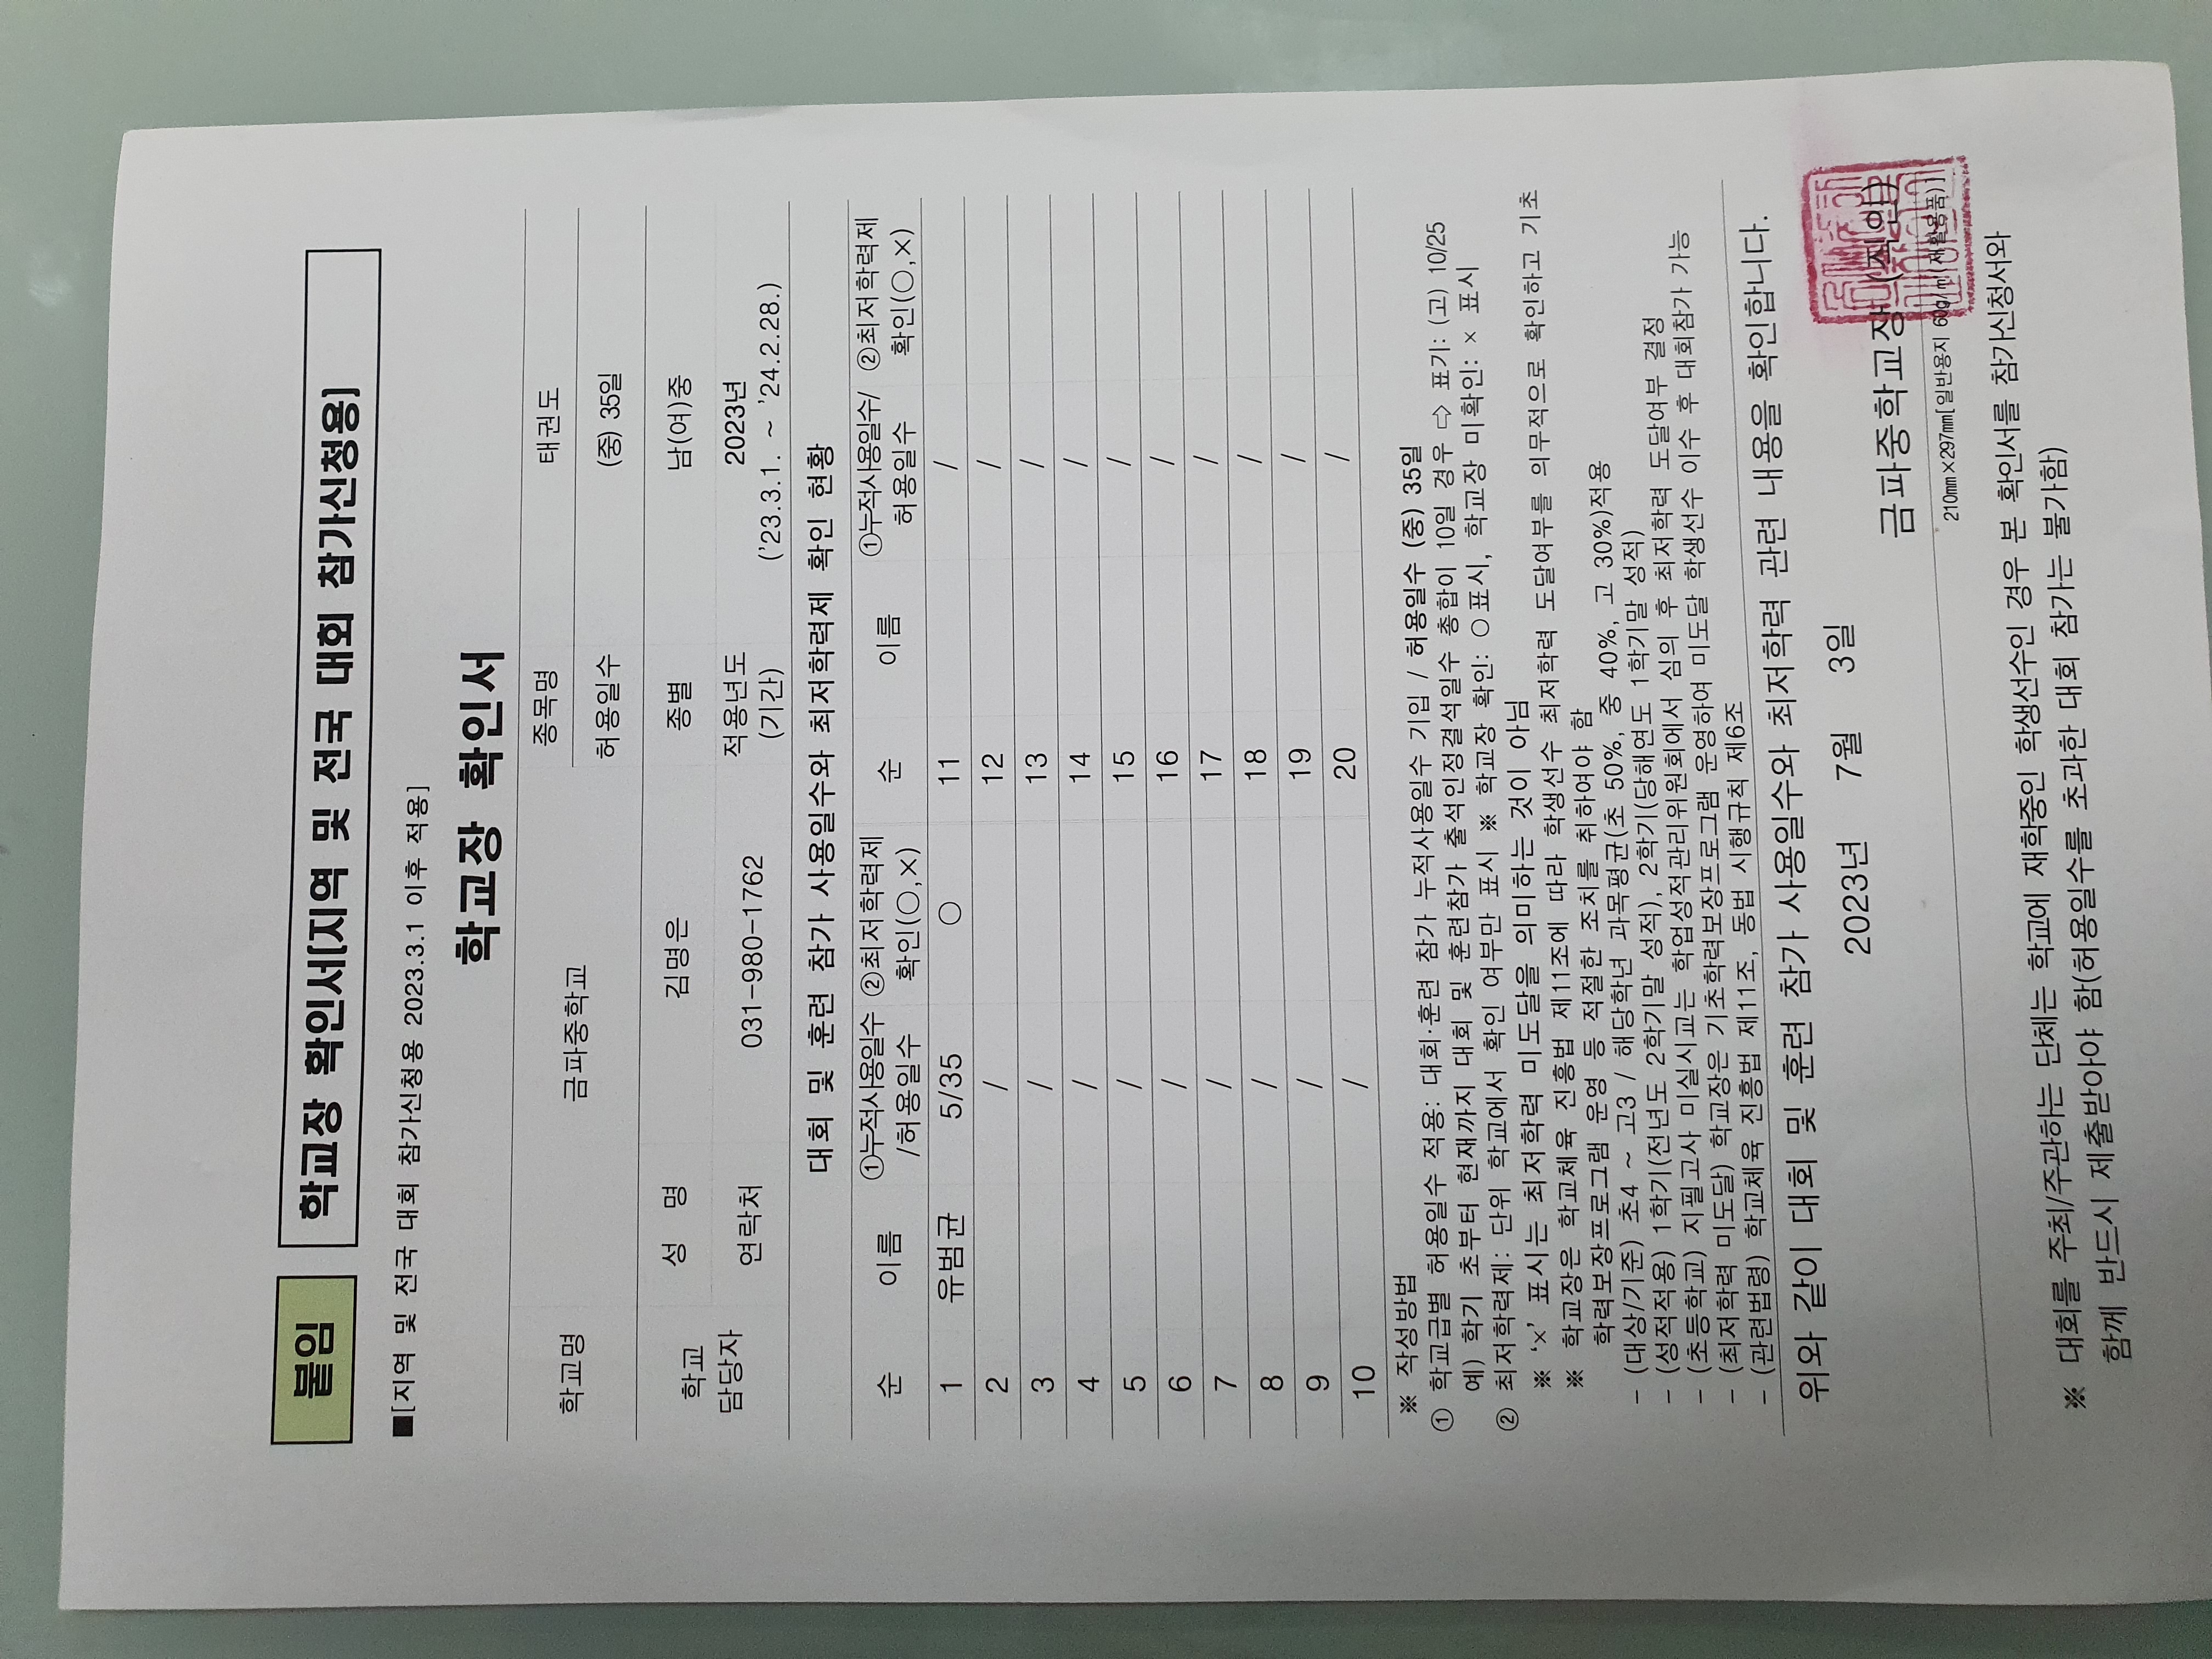 붙임
학교장 확인서[지역 및 전국 대회 참가신청용]
■[지역 및 전국 대회 참가신청용 2023.3.1 이후 적용]
학교장 확인서
학교명 금파중학교 종목명 태권도
허용일수 (중) 35일
학교 담당자 성 명 김명은 종별 남(여)중
연락처 031-980-1762 적용년도 (기간) 2023년 ('23.3.1. ~ '24.2.28.)
대회 및 훈련 참가 사용일수와 최저학력제 확인 현황
순 이름 ①누적사용일수 /허용일수 ②최저학력제 확인(○,×) 순 이름 ①누적사용일수/ 허용일수 ②최저학력제 확인(○,×)
1 유범균 5/35 ○ 11 /
2 / 12 /
3 / 13 /
4 / 14 /
5 / 15 /
6 / 16 /
7 / 17 /
8 / 18 /
9 / 19 /
10 / 20 /
※ 작성방법
① 학교급별 허용일수 적용: 대회·훈련 참가 누적사용일수 기입 / 허용일수 (중) 35일
예) 학기 초부터 현재까지 대회 및 훈련참가 출석인정결석일수 총합이 10일 경우 ⇨ 표기: (고) 10/25
② 최저학력제: 단위 학교에서 확인 여부만 표시 ※ 학교장 확인: ○ 표시, 학교장 미확인: × 표시
※ '×' 표시는 최저학력 미도달을 의미하는 것이 아님
※ 학교장은 학교체육 진흥법 제11조에 따라 학생선수 최저학력 도달여부를 의무적으로 확인하고 기초
학력보장프로그램 운영 등 적절한 조치를 취하여야 함
- (대상/기준) 초4 ~ 고3 / 해당학년 과목평균(초 50%, 중 40%, 고 30%)적용
- (성적적용) 1학기(전년도 2학기말 성적), 2학기(당해연도 1학기말 성적)
- (초등학교) 지필고사 미실시교는 학업성적관리위원회에서 심의 후 최저학력 도달여부 결정
- (최저학력 미도달) 학교장은 기초학력보장프로그램 운영하여 미도달 학생선수 이수 후 대회참가 가능
- (관련법령) 학교체육 진흥법 제11조, 동법 시행규칙 제6조
위와 같이 대회 및 훈련 참가 사용일수와 최저학력 관련 내용을 확인합니다.
2023년 7월 3일
금파중학교장 (직인)
210mm×297mm[일반용지 60g/㎡(재활용품)]
※ 대회를 주최/주관하는 단체는 학교에 재학중인 학생선수인 경우 본 확인서를 참가신청서와
함께 반드시 제출받아야 함(허용일수를 초과한 대회 참가는 불가함)